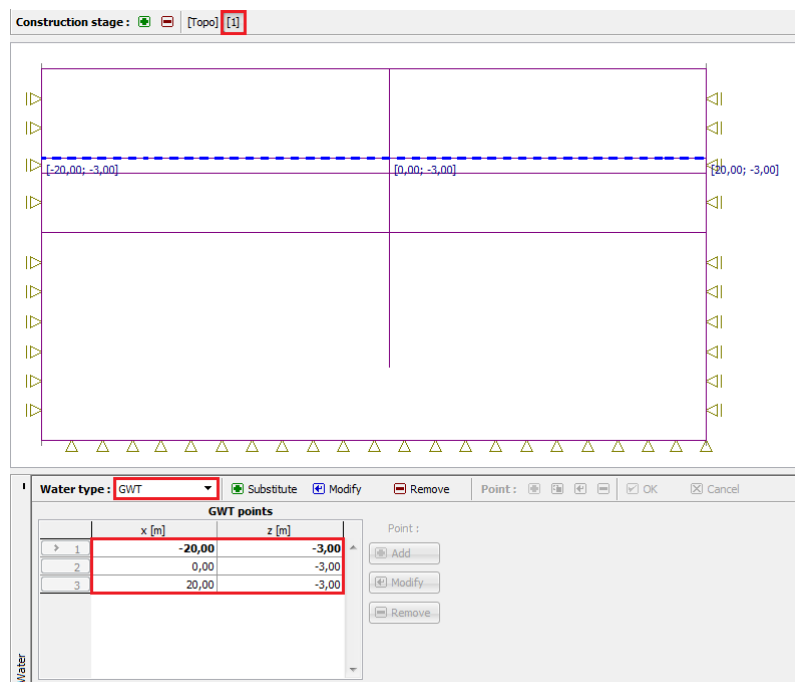 Construction stage : [Topo] [1]
[-20,00; -3,00] [0,00; -3,00] [20,00; -3,00]
Water type : GWT Substitute Modify Remove Point : OK Cancel
GWT points
x [m] z [m] Point :
> 1 -20,00 -3,00 Add
2 0,00 -3,00
3 20,00 -3,00 Modify
Remove
Water